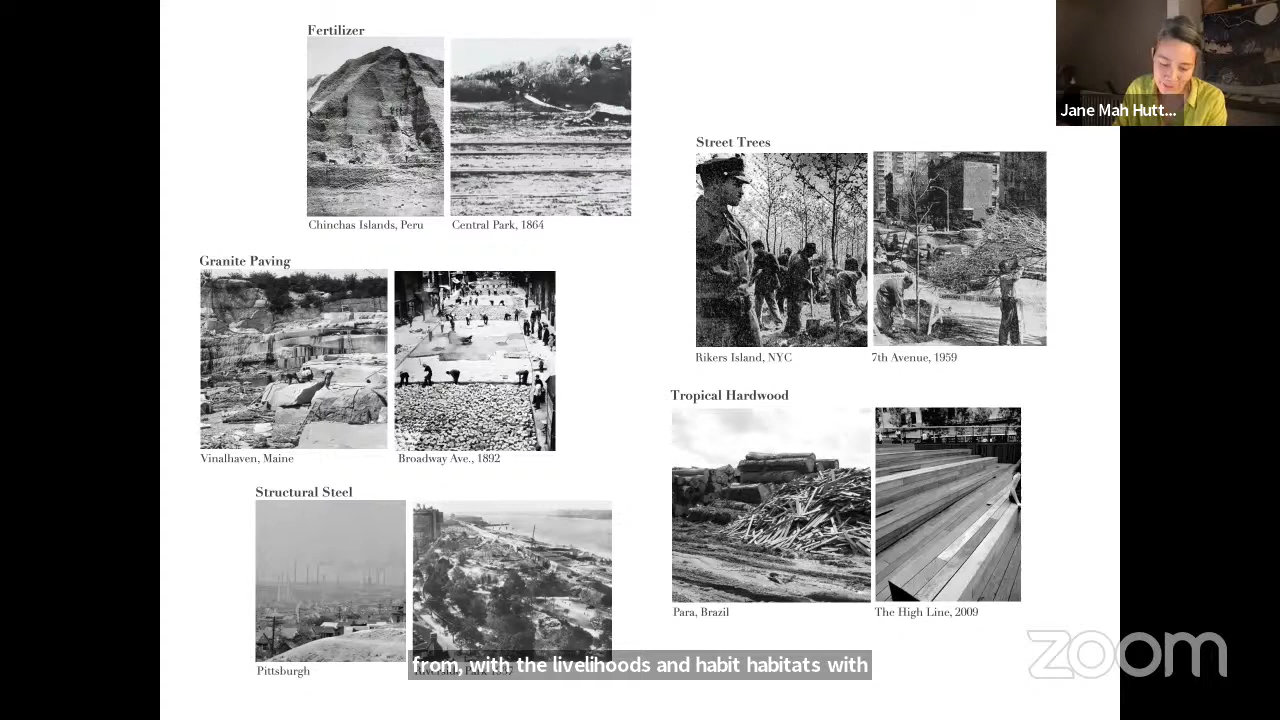 Fertilizer
Chinchas Islands, Peru
Central Park, 1864
Granite Paving
Vinalhaven, Maine
Broadway Ave., 1892
Structural Steel
Pittsburgh
Street Trees
Rikers Island, NYC
7th Avenue, 1959
Tropical Hardwood
Para, Brazil
The High Line, 2009
Jane Mah Hutt...
from, with the livelihoods and habit habitats with
zoom